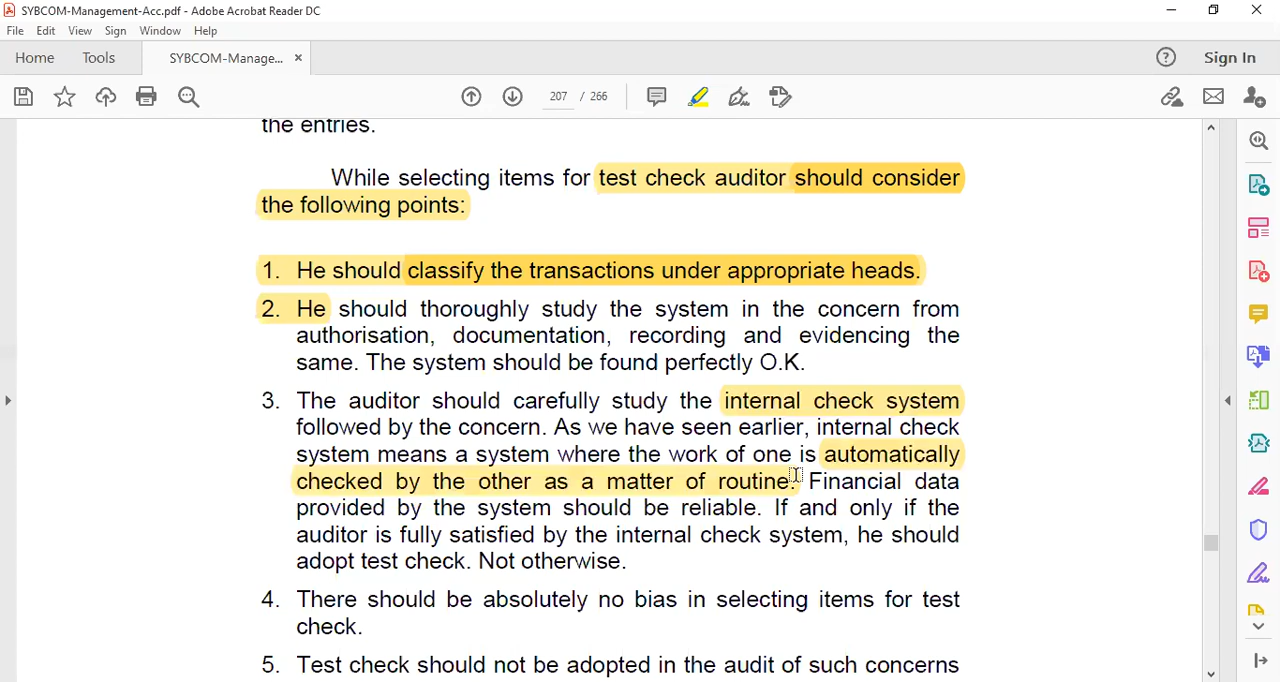 SYBCOM-Management-Acc.pdf - Adobe Acrobat Reader DC
File Edit View Sign Window Help
Home Tools SYBCOM-Manage... × ? Sign In
207 / 266
the entries.
While selecting items for test check auditor should consider
the following points:
1. He should classify the transactions under appropriate heads.
2. He should thoroughly study the system in the concern from
authorisation, documentation, recording and evidencing the
same. The system should be found perfectly O.K.
3. The auditor should carefully study the internal check system
followed by the concern. As we have seen earlier, internal check
system means a system where the work of one is automatically
checked by the other as a matter of routine. Financial data
provided by the system should be reliable. If and only if the
auditor is fully satisfied by the internal check system, he should
adopt test check. Not otherwise.
4. There should be absolutely no bias in selecting items for test
check.
5. Test check should not be adopted in the audit of such concerns